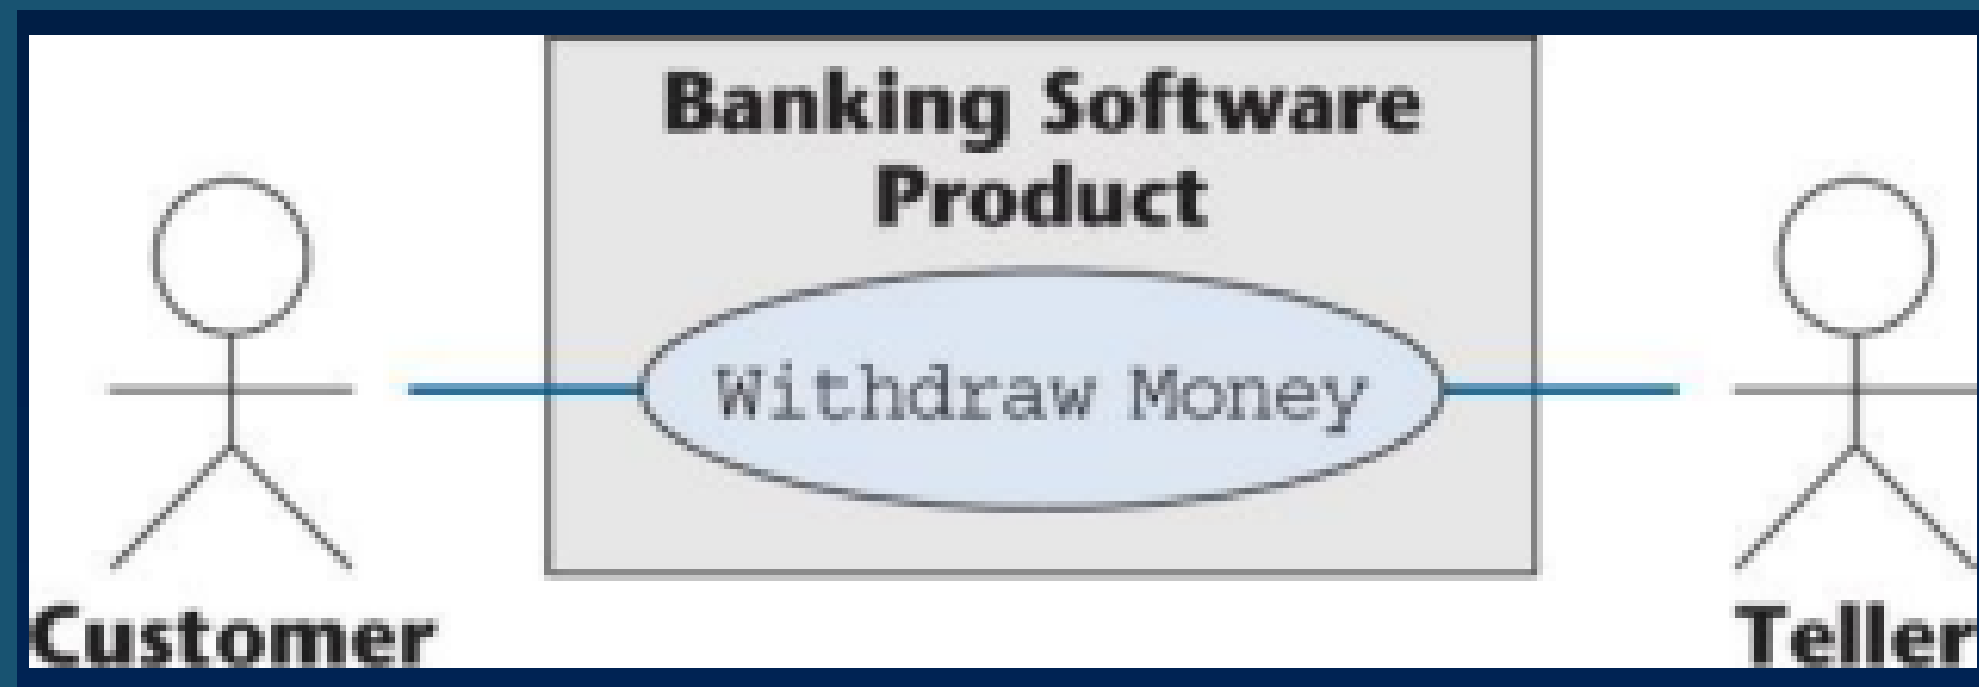 Banking Software
Product
Withdraw Money
Customer
Teller